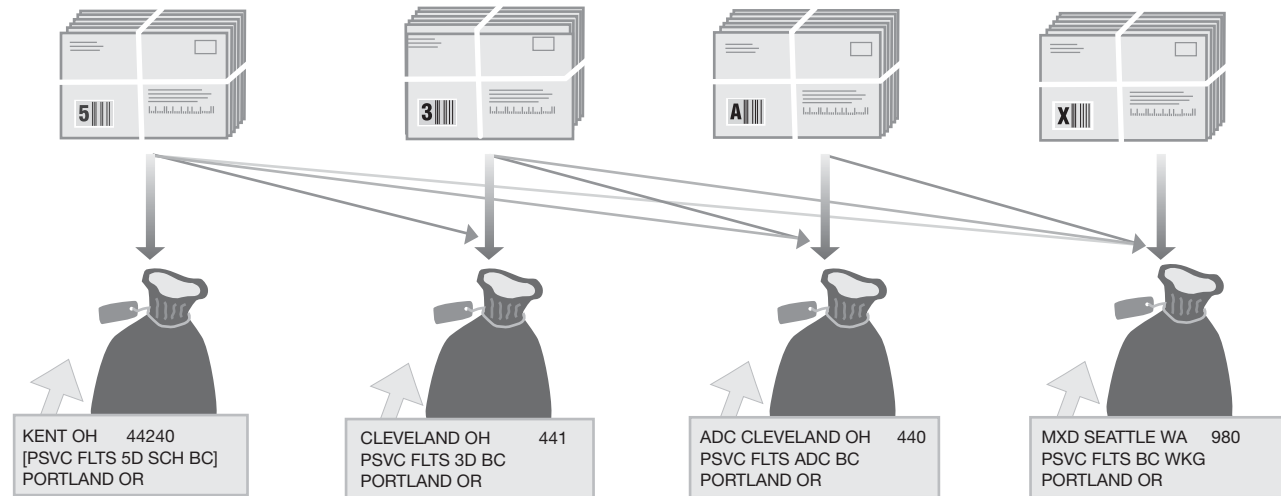 5
3
A
X
KENT OH 44240
[PSVC FLTS 5D SCH BC]
PORTLAND OR
CLEVELAND OH 441
PSVC FLTS 3D BC
PORTLAND OR
ADC CLEVELAND OH 440
PSVC FLTS ADC BC
PORTLAND OR
MXD SEATTLE WA 980
PSVC FLTS BC WKG
PORTLAND OR